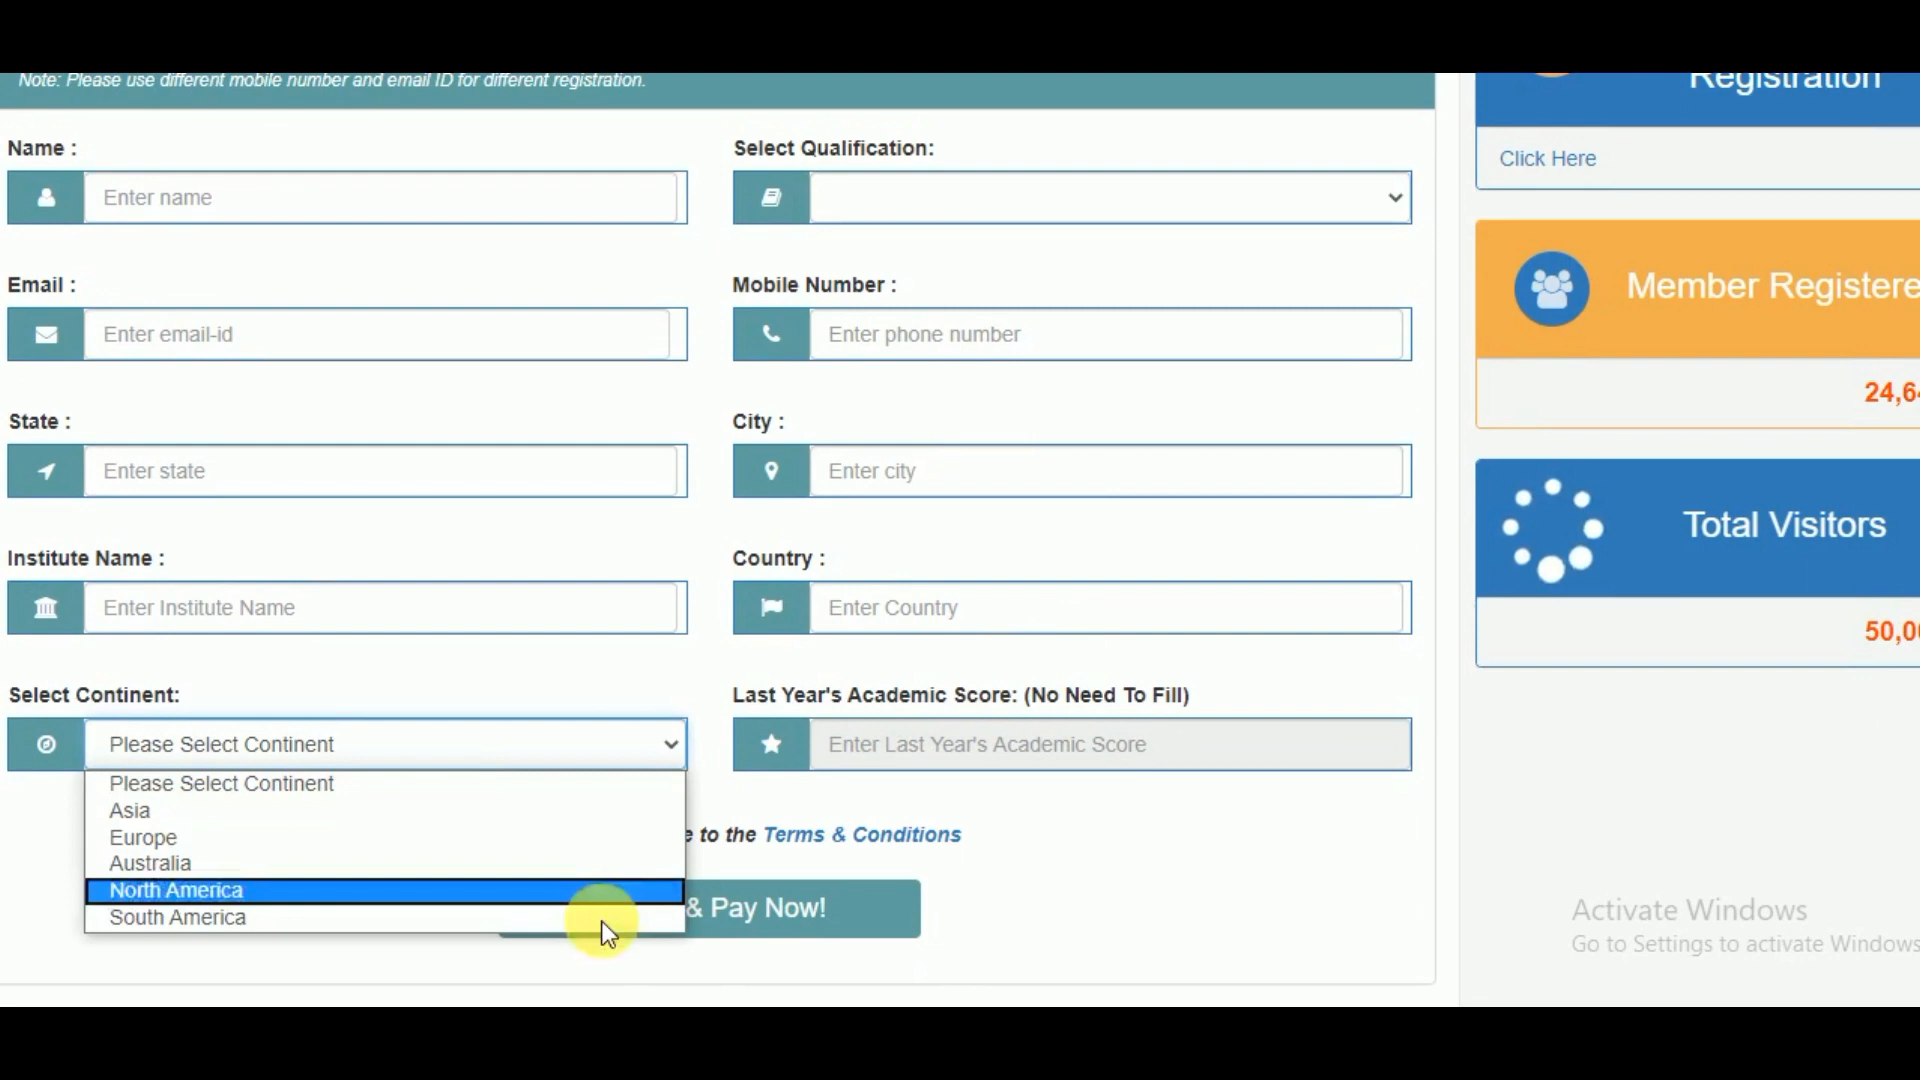 Note: Please use different mobile number and email ID for different registration.
Registration
Click Here
Name :
Enter name
Select Qualification:
Email :
Enter email-id
Mobile Number :
Enter phone number
Member Registere
24,64
State :
Enter state
City :
Enter city
Total Visitors
50,00
Institute Name :
Enter Institute Name
Country :
Enter Country
Select Continent:
Please Select Continent
Last Year's Academic Score: (No Need To Fill)
Enter Last Year's Academic Score
Please Select Continent
Asia
Europe
Australia
North America
South America
e to the Terms & Conditions
& Pay Now!
Activate Windows
Go to Settings to activate Windows